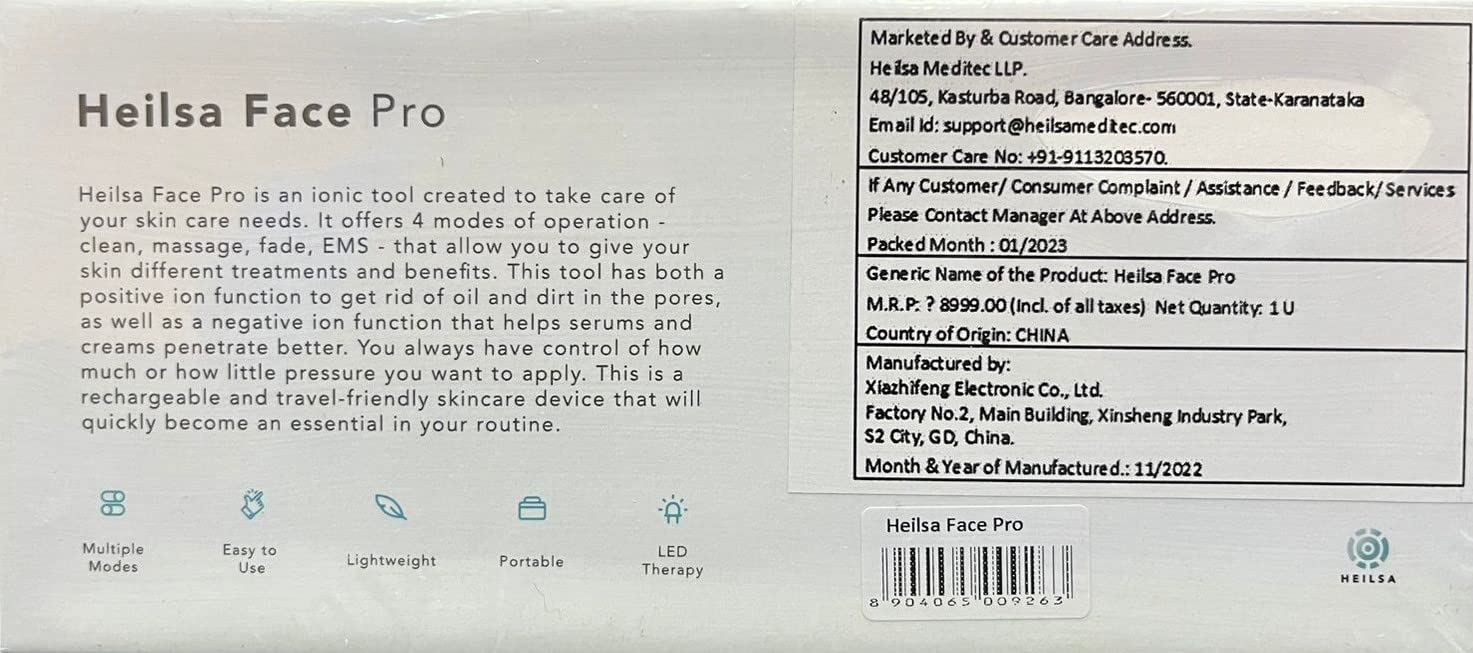 Heilsa Face Pro
Heilsa Face Pro is an ionic tool created to take care of
your skin care needs. It offers 4 modes of operation -
clean, massage, fade, EMS - that allow you to give your
skin different treatments and benefits. This tool has both a
positive ion function to get rid of oil and dirt in the pores,
as well as a negative ion function that helps serums and
creams penetrate better. You always have control of how
much or how little pressure you want to apply. This is a
rechargeable and travel-friendly skincare device that will
quickly become an essential in your routine.
Multiple
Modes
Easy to
Use
Lightweight
Portable
LED
Therapy
Marketed By & Customer Care Address.
Heilsa Meditec LLP.
48/105, Kasturba Road, Bangalore- 560001, State-Karanataka
Email Id: support@heilsameditec.com
Customer Care No: +91-9113203570.
If Any Customer/ Consumer Complaint / Assistance / Feedback/ Services
Please Contact Manager At Above Address.
Packed Month : 01/2023
Generic Name of the Product: Heilsa Face Pro
M.R.P: ? 8999.00 (Incl. of all taxes) Net Quantity: 1 U
Country of Origin: CHINA
Manufactured by:
Xiazhifeng Electronic Co., Ltd.
Factory No.2, Main Building, Xinsheng Industry Park,
S2 City, GD, China.
Month & Year of Manufactured.: 11/2022
Heilsa Face Pro
8 904065 009263
HEILSA